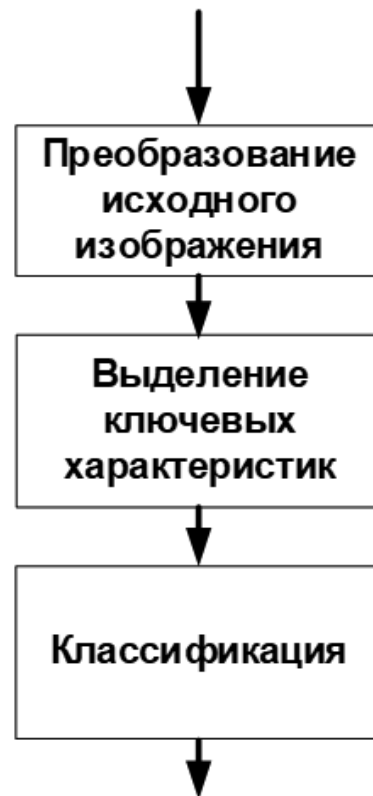 Преобразование
исходного
изображения
Выделение
ключевых
характеристик
Классификация